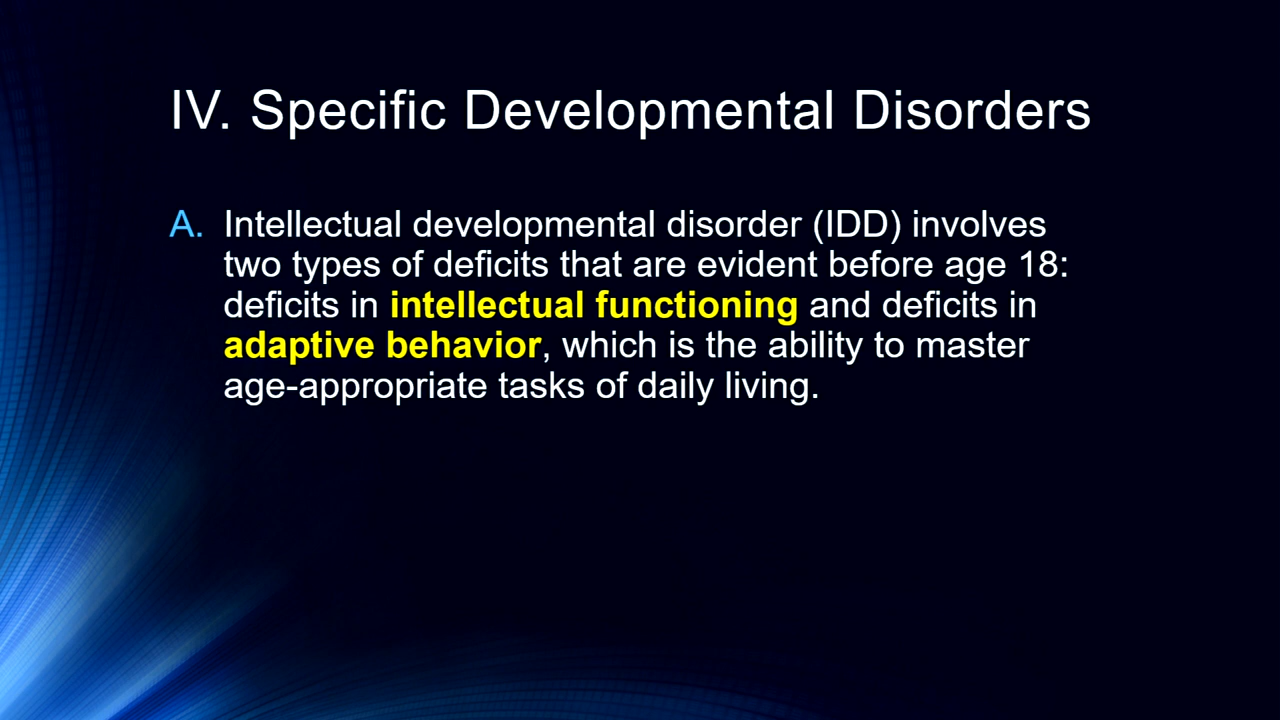 IV. Specific Developmental Disorders
A. Intellectual developmental disorder (IDD) involves
two types of deficits that are evident before age 18:
deficits in intellectual functioning and deficits in
adaptive behavior, which is the ability to master
age-appropriate tasks of daily living.